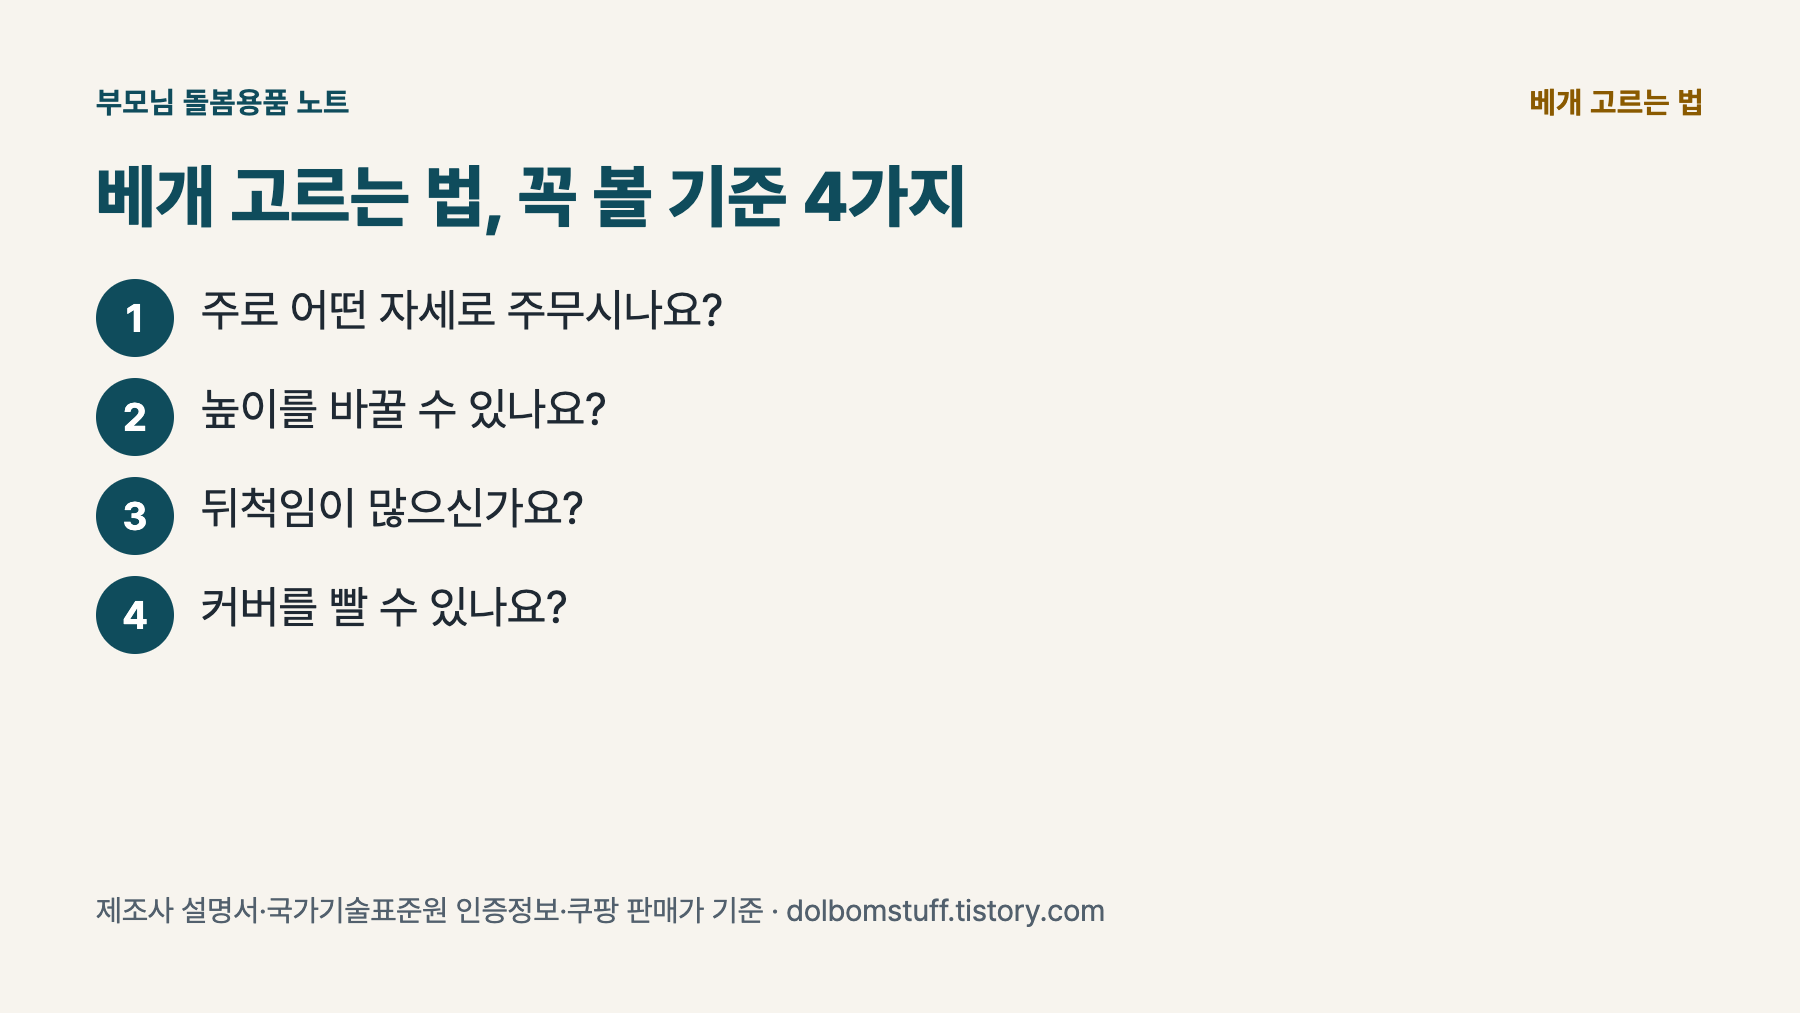 부모님 돌봄용품 노트
베개 고르는 법
베개 고르는 법, 꼭 볼 기준 4가지
1 주로 어떤 자세로 주무시나요?
2 높이를 바꿀 수 있나요?
3 뒤척임이 많으신가요?
4 커버를 빨 수 있나요?
제조사 설명서·국가기술표준원 인증정보·쿠팡 판매가 기준 · dolbomstuff.tistory.com